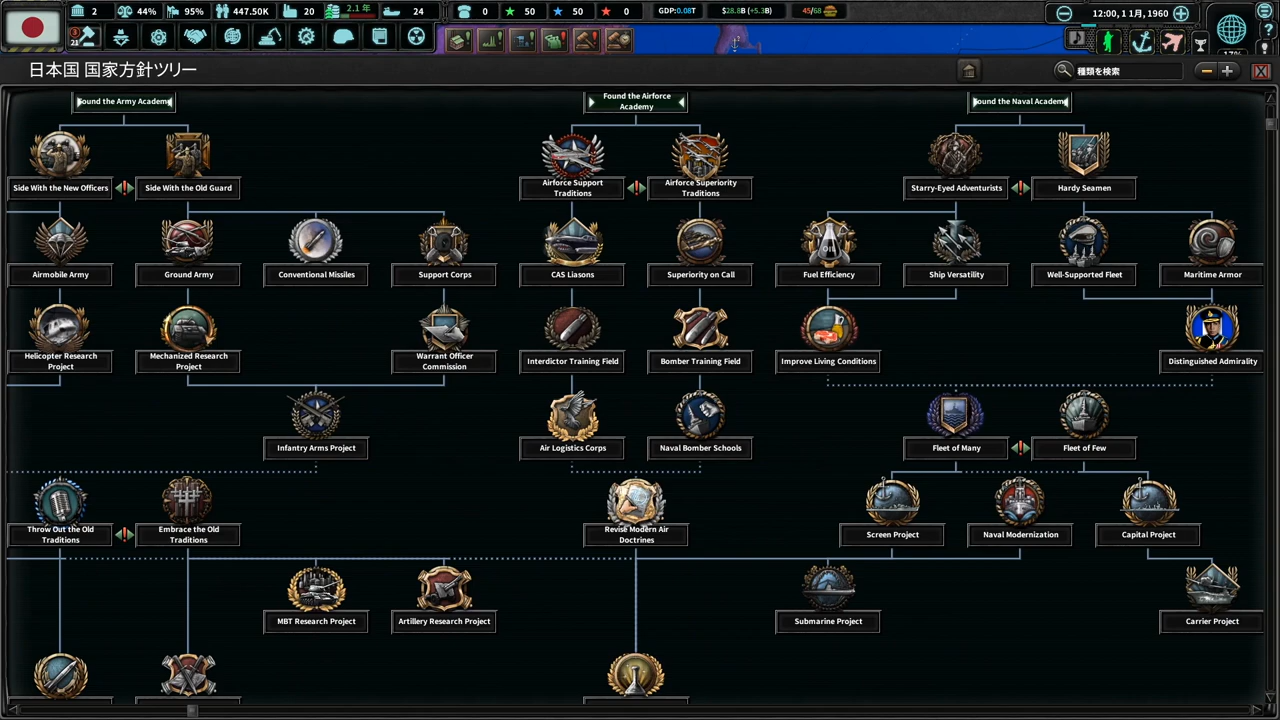 2 44% 95% 447.50K 20 2.1 年 24 0 50 50 0 GDP:0.08T $28.8B (+5.3B) 45/68 12:00, 1 1月, 1960
3
21
17%
日本国 国家方針ツリー
種類を検索
Found the Army Academy
Found the Airforce
Academy
Found the Naval Academy
Side With the New Officers
Side With the Old Guard
Airforce Support
Traditions
Airforce Superiority
Traditions
Starry-Eyed Adventurists
Hardy Seamen
Airmobile Army
Ground Army
Conventional Missiles
Support Corps
CAS Liasons
Superiority on Call
Fuel Efficiency
Ship Versatility
Well-Supported Fleet
Maritime Armor
Helicopter Research
Project
Mechanized Research
Project
Warrant Officer
Commission
Interdictor Training Field
Bomber Training Field
Improve Living Conditions
Distinguished Admirality
Infantry Arms Project
Air Logistics Corps
Naval Bomber Schools
Fleet of Many
Fleet of Few
Throw Out the Old
Traditions
Embrace the Old
Traditions
Revise Modern Air
Doctrines
Screen Project
Naval Modernization
Capital Project
MBT Research Project
Artillery Research Project
Submarine Project
Carrier Project